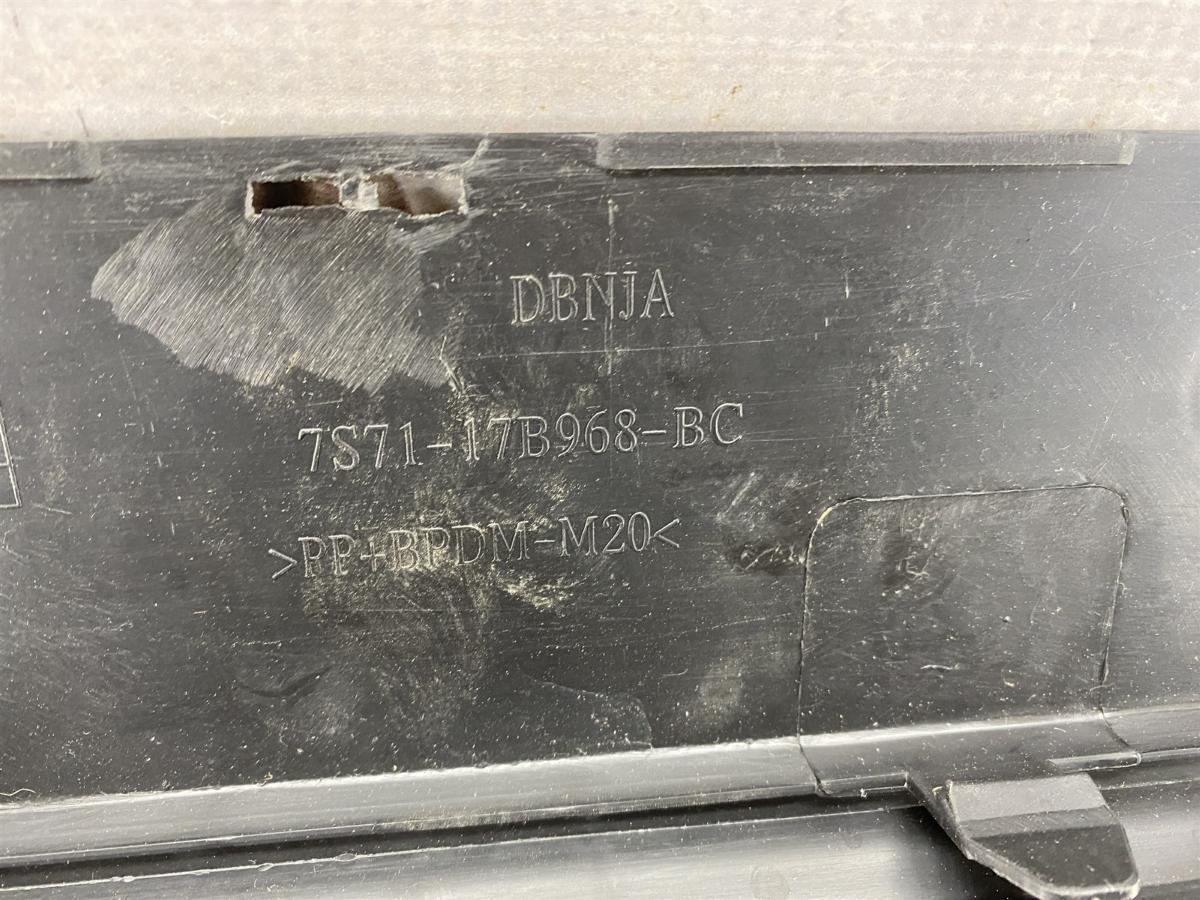 DBNJA
7S71-17B968-BC
>PP+BPDM-M20<